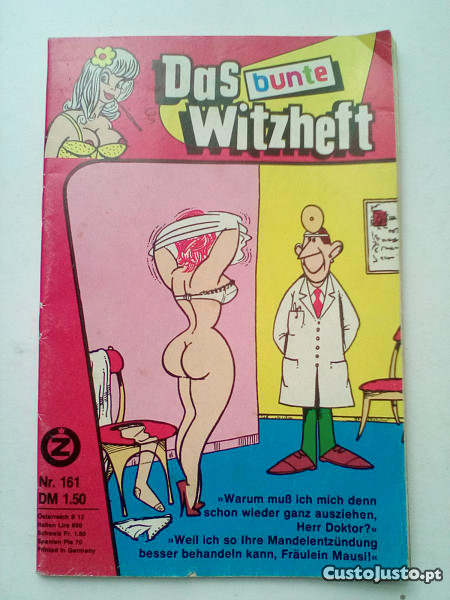 Das bunte
Witzheft
Nr. 161
DM 1.50
Österreich S 12
Italien Lire 600
Schweiz Fr. 1.80
Spanien Pts 70
Printed in Germany
»Warum muß ich mich denn
schon wieder ganz ausziehen,
Herr Doktor?«
»Weil ich so Ihre Mandelentzündung
besser behandeln kann, Fräulein Mausi!«
CustoJusto.pt